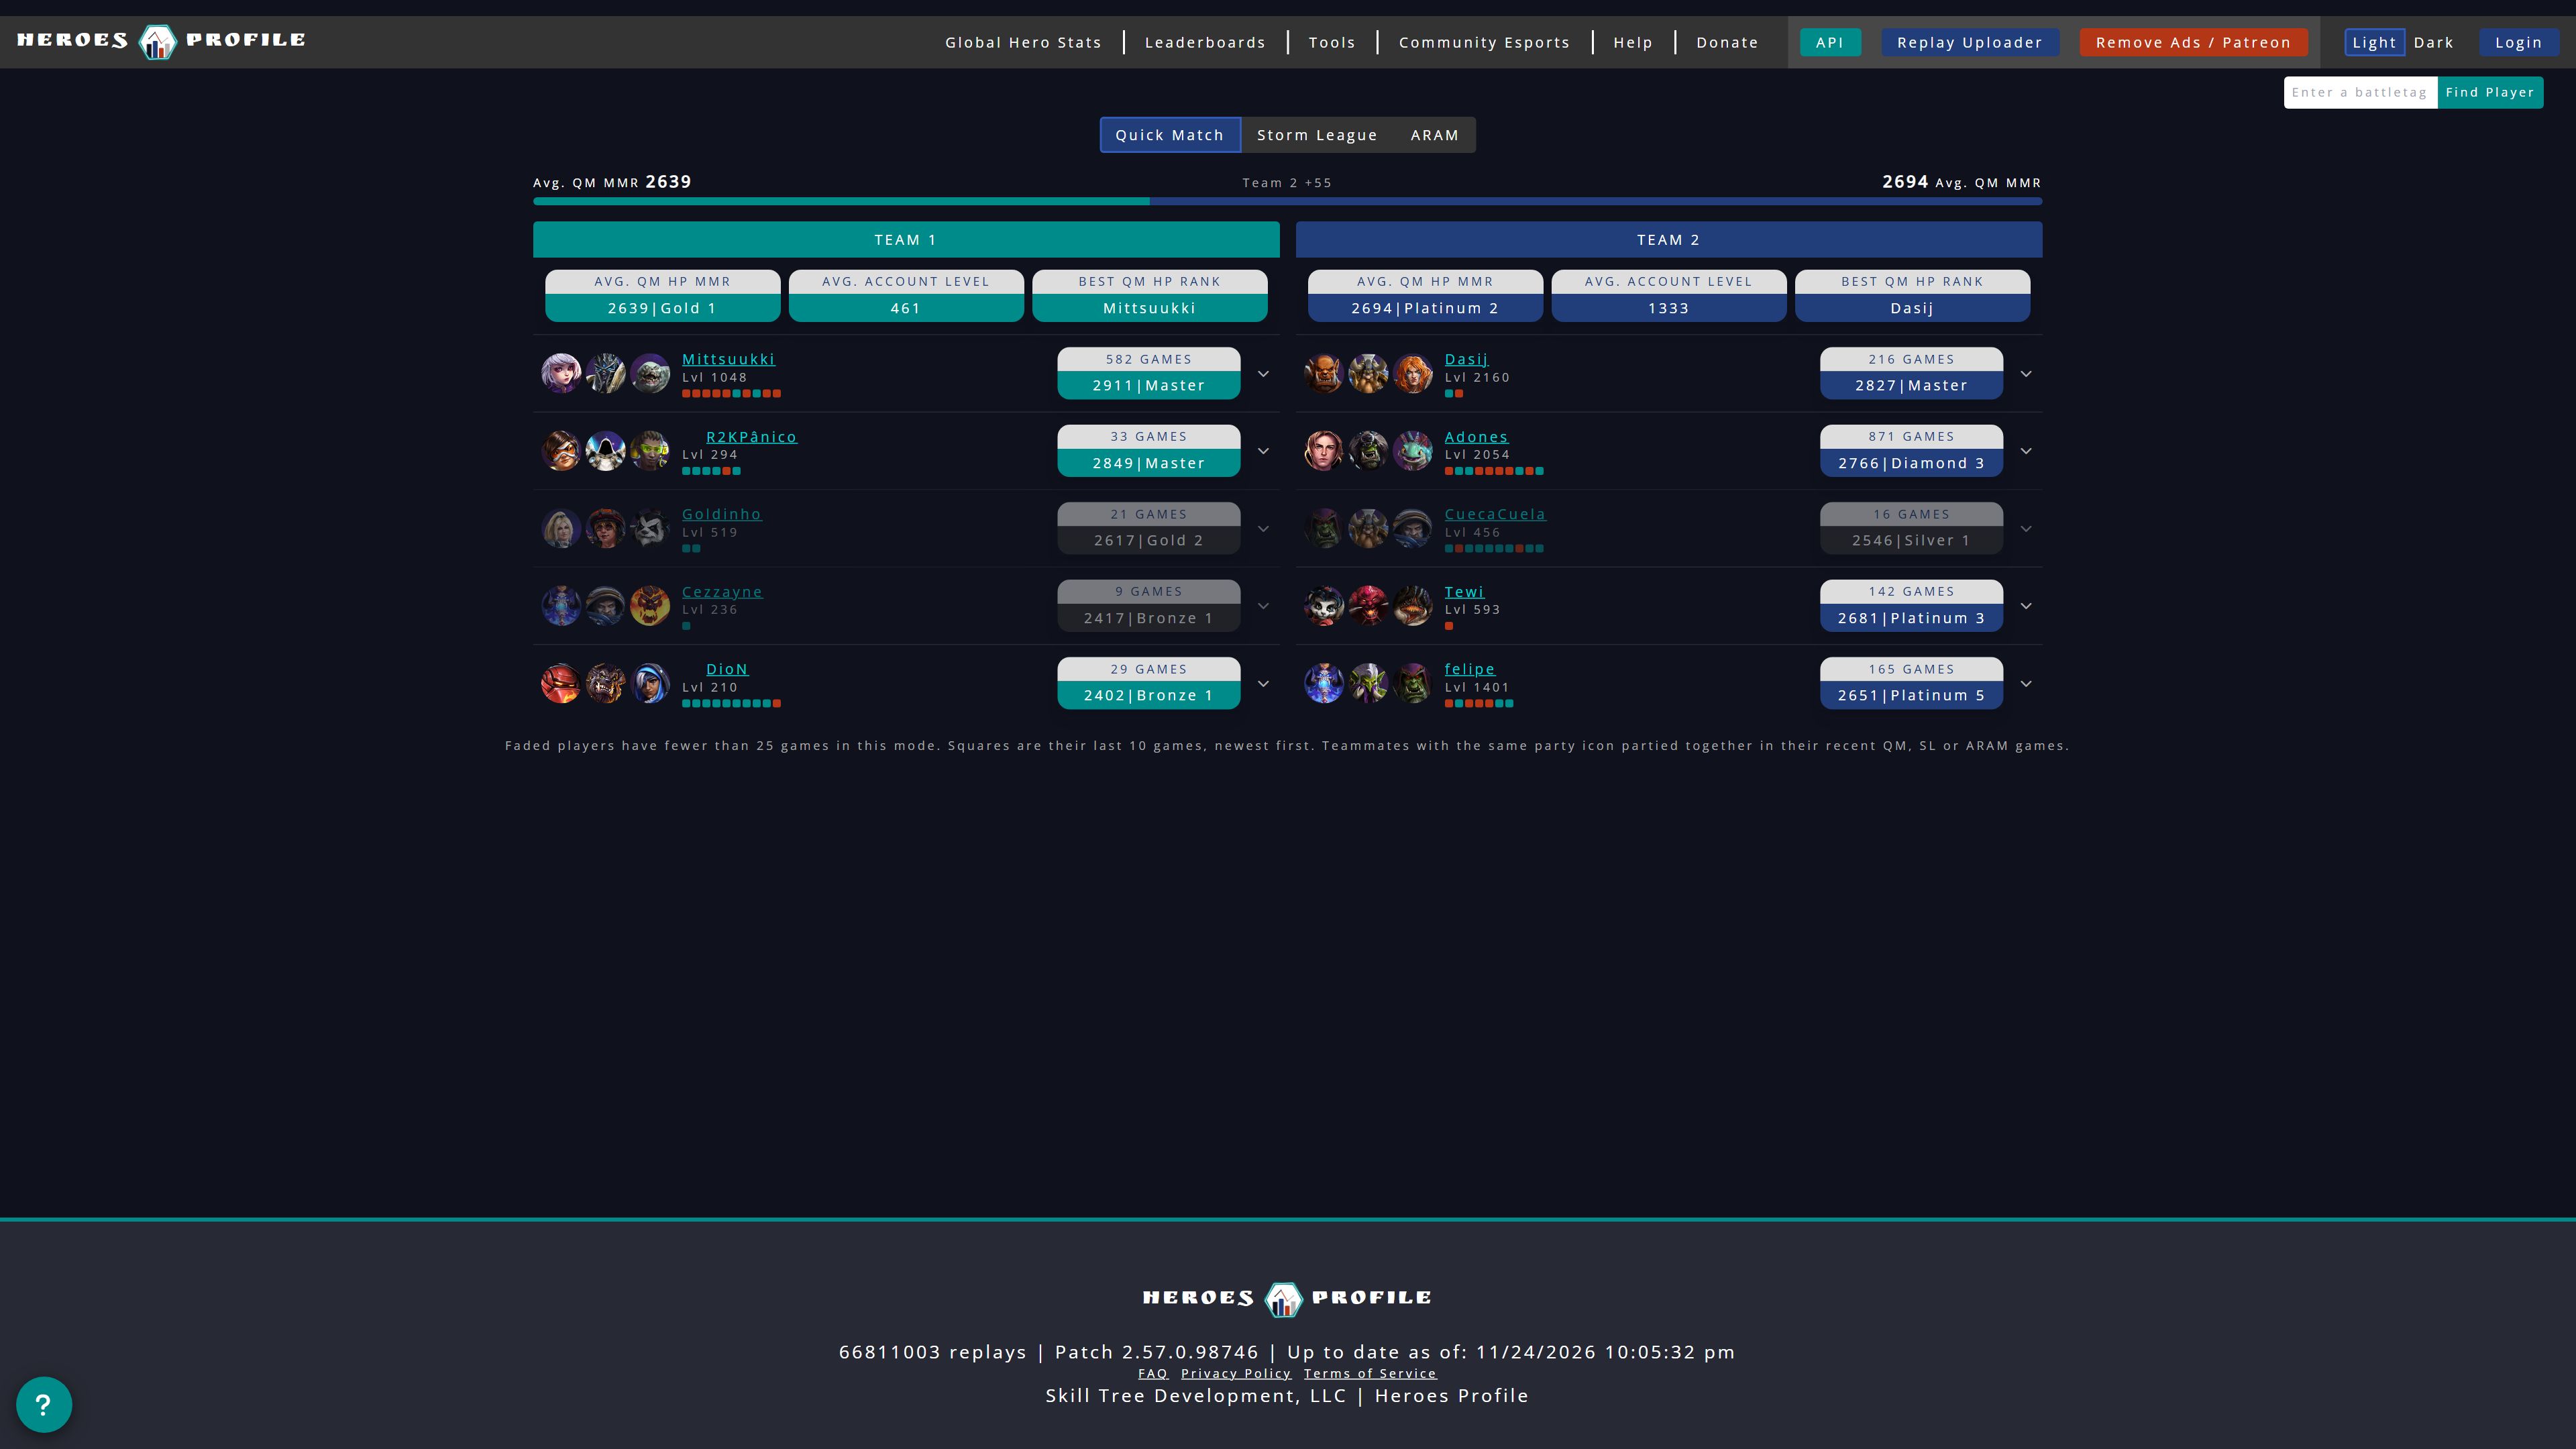 HEROES PROFILE Global Hero Stats Leaderboards Tools Community Esports Help Donate API Replay Uploader Remove Ads / Patreon Light Dark Login
Enter a battletag Find Player
Quick Match Storm League ARAM
Avg. QM MMR 2639 Team 2 +55 2694 Avg. QM MMR
TEAM 1
AVG. QM HP MMR AVG. ACCOUNT LEVEL BEST QM HP RANK
2639|Gold 1 461 Mittsuukki
Mittsuukki
Lvl 1048
582 GAMES
2911|Master
R2KPânico
Lvl 294
33 GAMES
2849|Master
Goldinho
Lvl 519
21 GAMES
2617|Gold 2
Cezzayne
Lvl 236
9 GAMES
2417|Bronze 1
DioN
Lvl 210
29 GAMES
2402|Bronze 1
TEAM 2
AVG. QM HP MMR AVG. ACCOUNT LEVEL BEST QM HP RANK
2694|Platinum 2 1333 Dasij
Dasij
Lvl 2160
216 GAMES
2827|Master
Adones
Lvl 2054
871 GAMES
2766|Diamond 3
CuecaCuela
Lvl 456
16 GAMES
2546|Silver 1
Tewi
Lvl 593
142 GAMES
2681|Platinum 3
felipe
Lvl 1401
165 GAMES
2651|Platinum 5
Faded players have fewer than 25 games in this mode. Squares are their last 10 games, newest first. Teammates with the same party icon partied together in their recent QM, SL or ARAM games.
HEROES PROFILE
66811003 replays | Patch 2.57.0.98746 | Up to date as of: 11/24/2026 10:05:32 pm
FAQ Privacy Policy Terms of Service
Skill Tree Development, LLC | Heroes Profile
?